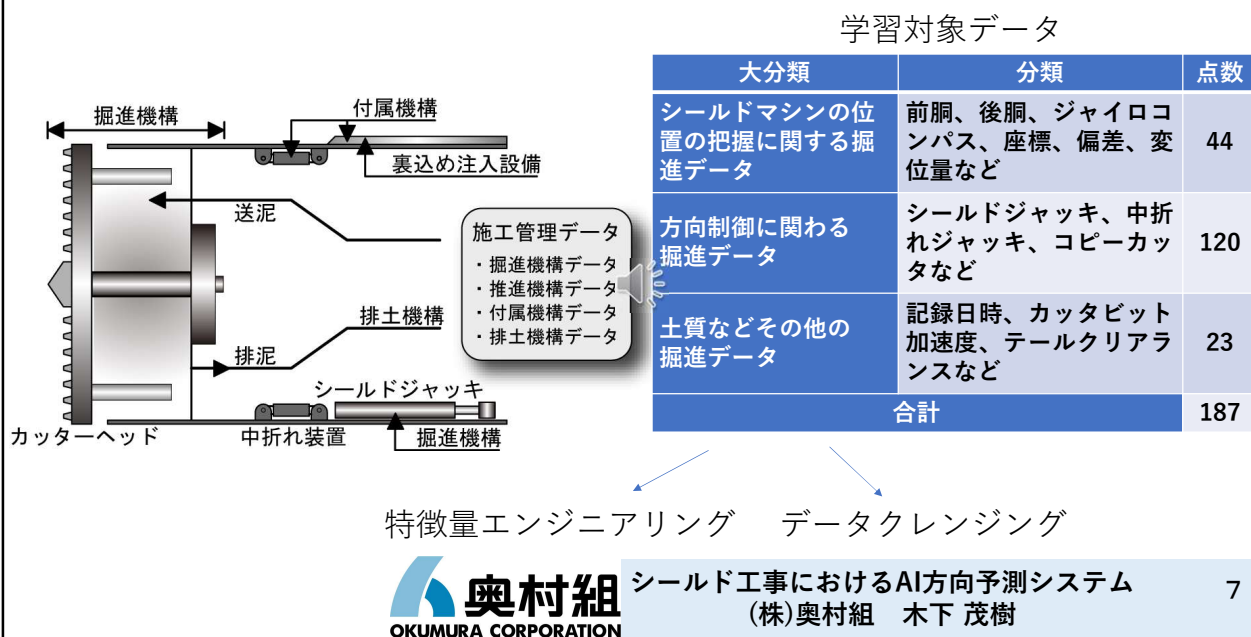 学習対象データ
掘進機構
付属機構
裏込め注入設備
送泥
排土機構
排泥
シールドジャッキ
カッターヘッド
中折れ装置
掘進機構
施工管理データ
・掘進機構データ
・推進機構データ
・付属機構データ
・排土機構データ
大分類
分類
点数
シールドマシンの位
置の把握に関する掘
進データ
前胴、後胴、ジャイロコ
ンパス、座標、偏差、変
位量など
44
方向制御に関わる
掘進データ
シールドジャッキ、中折
れジャッキ、コピーカッ
タなど
120
土質などその他の
掘進データ
記録日時、カッタビット
加速度、テールクリアラ
ンスなど
23
合計
187
特徴量エンジニアリング
データクレンジング
奥村組
OKUMURA CORPORATION
シールド工事におけるAI方向予測システム
(株)奥村組 木下 茂樹
7